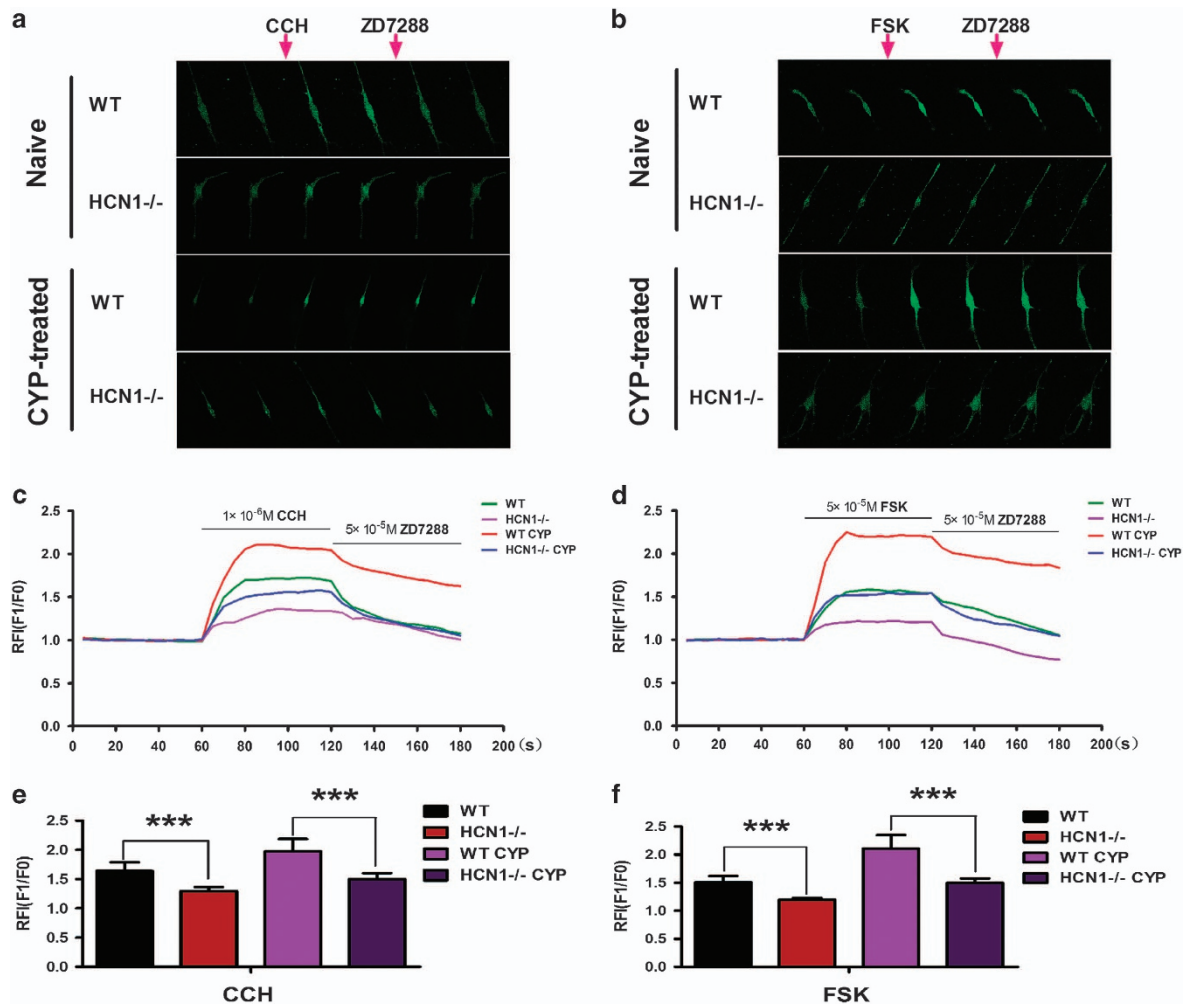 a
CCH ZD7288
Naive
WT
HCN1-/-
CYP-treated
WT
HCN1-/-
b
FSK ZD7288
Naive
WT
HCN1-/-
CYP-treated
WT
HCN1-/-
c
RFI(F1/F0)
2.5
2.0
1.5
1.0
0.5
0.0
1× 10-6M CCH
5× 10-5M ZD7288
WT
HCN1-/-
WT CYP
HCN1-/- CYP
0 20 40 60 80 100 120 140 160 180 200 (s)
d
RFI(F1/F0)
2.5
2.0
1.5
1.0
0.5
0.0
5× 10-5M FSK
5× 10-5M ZD7288
WT
HCN1-/-
WT CYP
HCN1-/- CYP
0 20 40 60 80 100 120 140 160 180 200 (s)
e
RFI(F1/F0)
2.5
2.0
1.5
1.0
0.5
0.0
***
***
WT
HCN1-/-
WT CYP
HCN1-/- CYP
CCH
f
RFI(F1/F0)
2.5
2.0
1.5
1.0
0.5
0.0
***
***
WT
HCN1-/-
WT CYP
HCN1-/- CYP
FSK